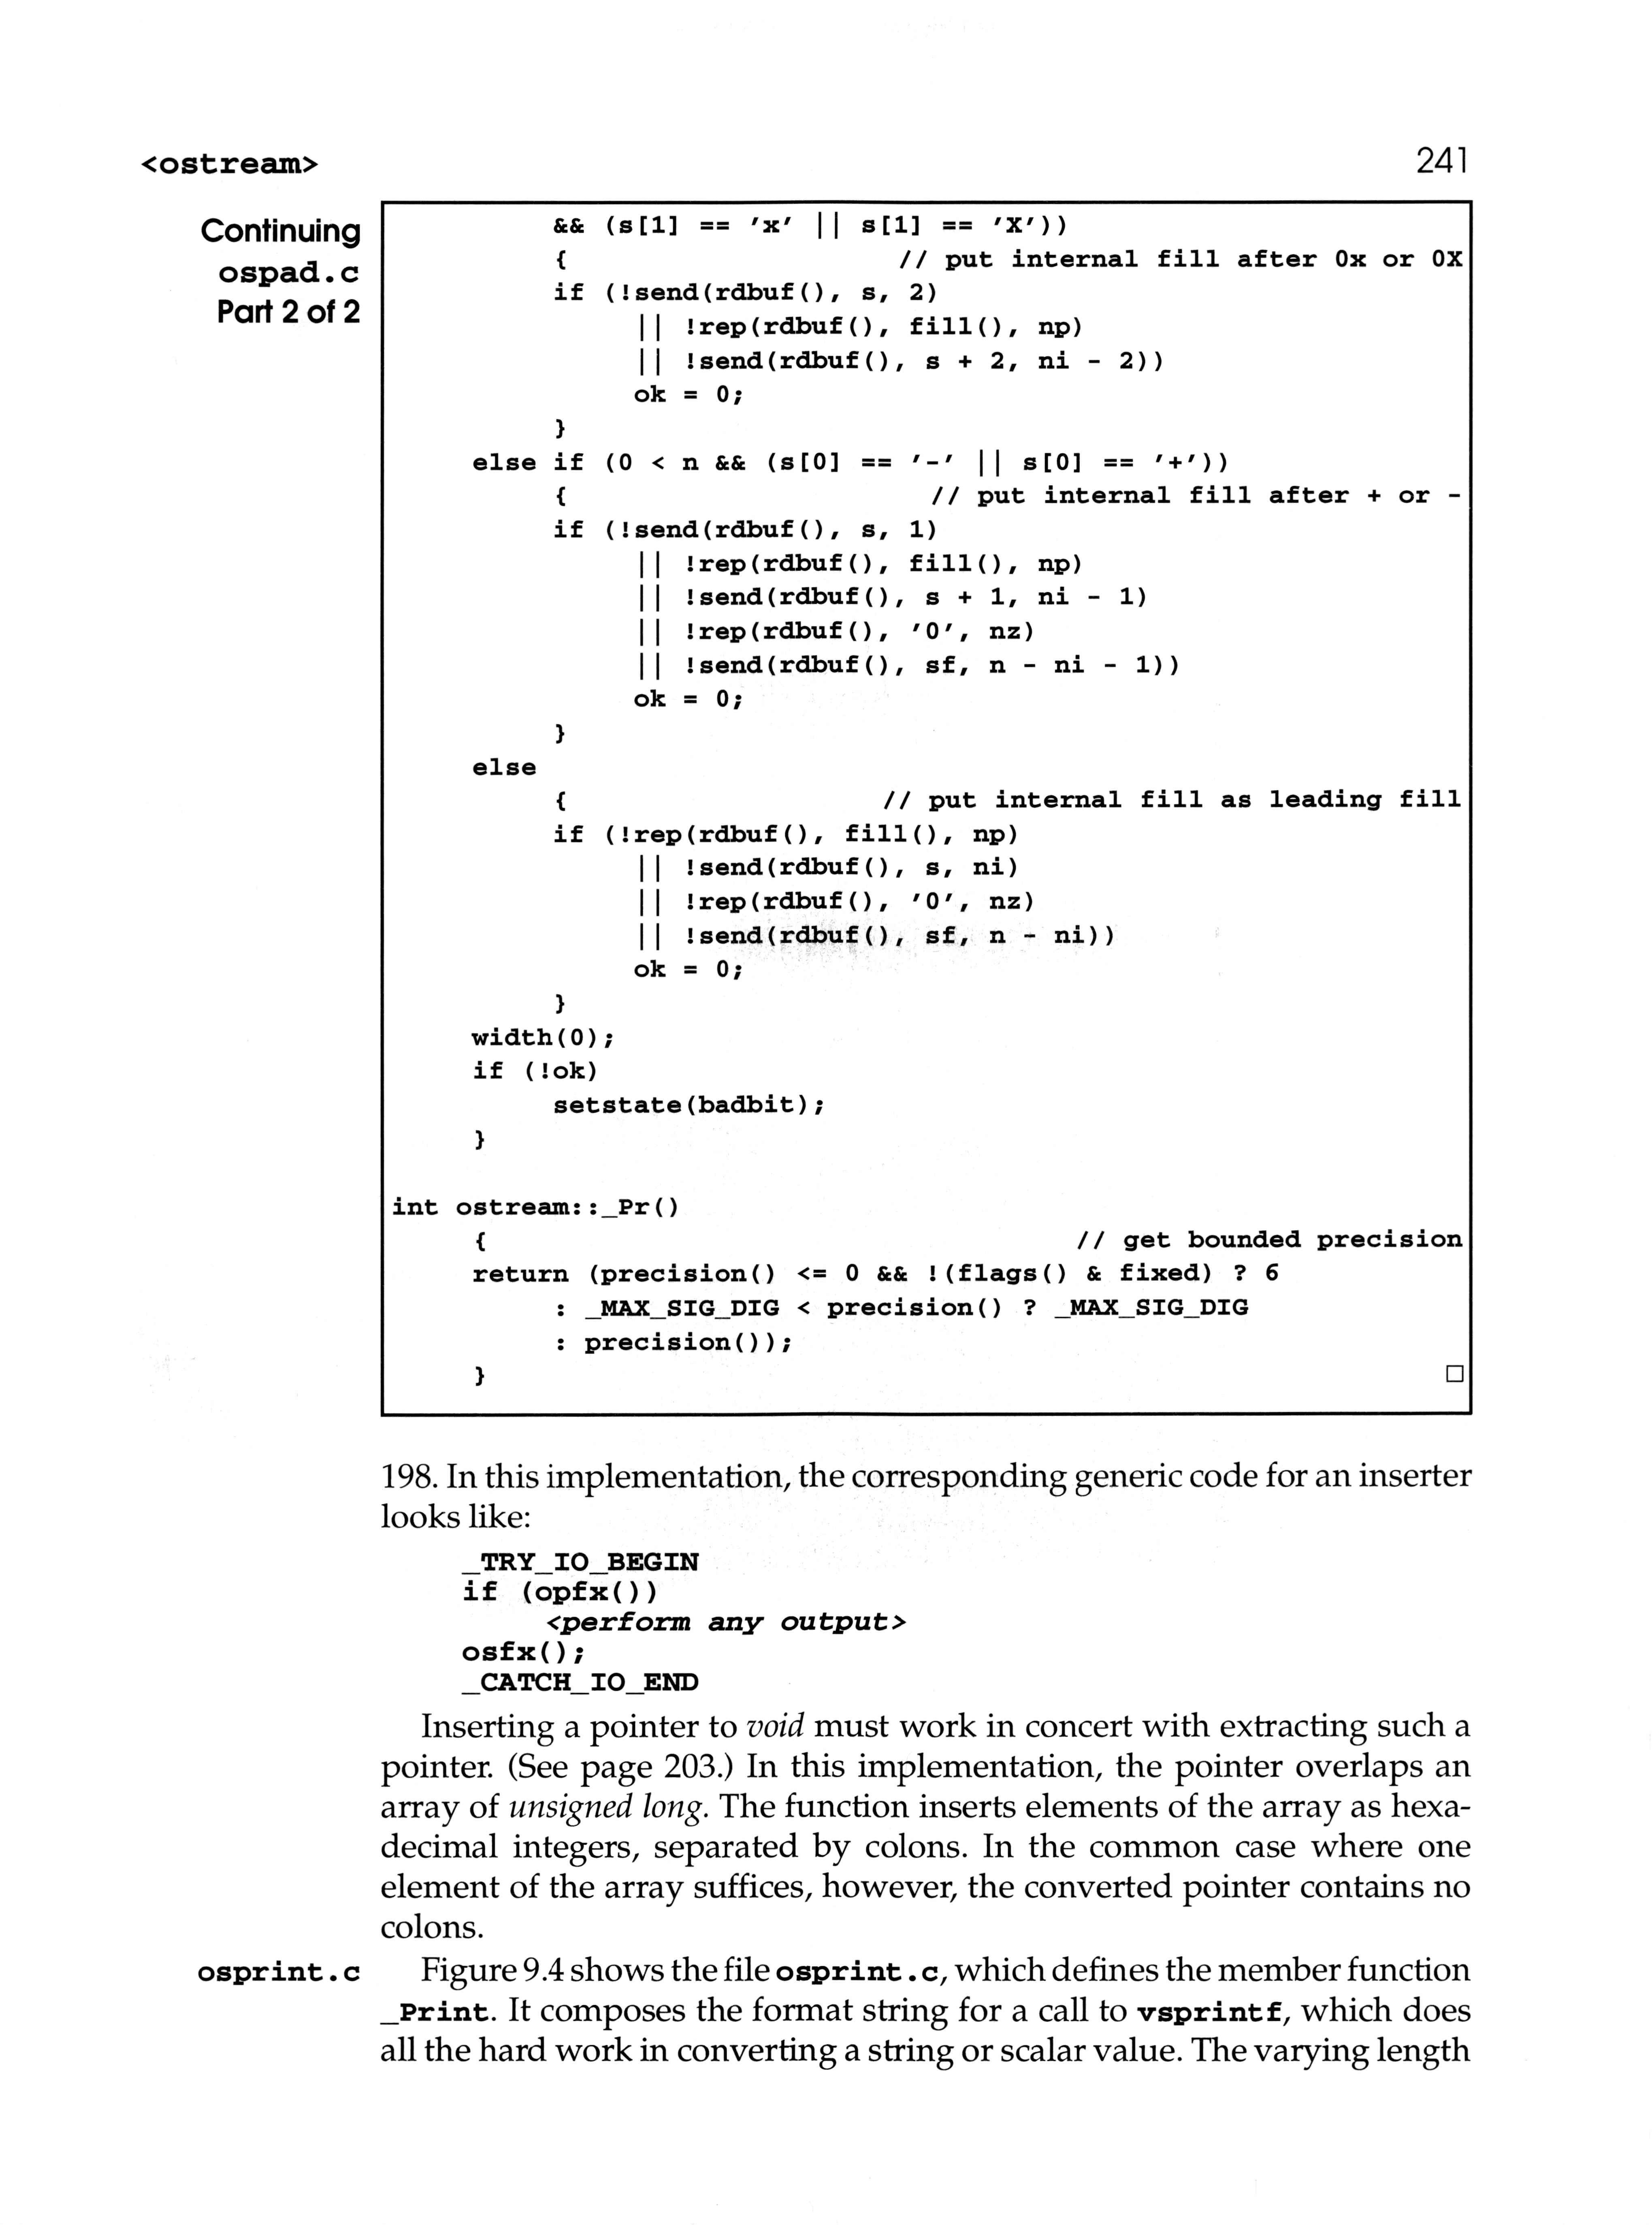 <ostream>
241
Continuing
ospad.c
Part 2 of 2
&& (s[1] == 'x' || s[1] == 'X'))
{ // put internal fill after 0x or 0X
if (!send(rdbuf(), s, 2)
|| !rep(rdbuf(), fill(), np)
|| !send(rdbuf(), s + 2, ni - 2))
ok = 0;
}
else if (0 < n && (s[0] == '-' || s[0] == '+'))
{ // put internal fill after + or -
if (!send(rdbuf(), s, 1)
|| !rep(rdbuf(), fill(), np)
|| !send(rdbuf(), s + 1, ni - 1)
|| !rep(rdbuf(), '0', nz)
|| !send(rdbuf(), sf, n - ni - 1))
ok = 0;
}
else
{ // put internal fill as leading fill
if (!rep(rdbuf(), fill(), np)
|| !send(rdbuf(), s, ni)
|| !rep(rdbuf(), '0', nz)
|| !send(rdbuf(), sf, n - ni))
ok = 0;
}
width(0);
if (!ok)
setstate(badbit);
}
int ostream::_Pr()
{ // get bounded precision
return (precision() <= 0 && !(flags() & fixed) ? 6
: _MAX_SIG_DIG < precision() ? _MAX_SIG_DIG
: precision());
} □
198. In this implementation, the corresponding generic code for an inserter
looks like:
_TRY_IO_BEGIN
if (opfx())
<perform any output>
osfx();
_CATCH_IO_END
Inserting a pointer to void must work in concert with extracting such a
pointer. (See page 203.) In this implementation, the pointer overlaps an
array of unsigned long. The function inserts elements of the array as hexa-
decimal integers, separated by colons. In the common case where one
element of the array suffices, however, the converted pointer contains no
colons.
osprint.c
Figure 9.4 shows the file osprint.c, which defines the member function
_Print. It composes the format string for a call to vsprintf, which does
all the hard work in converting a string or scalar value. The varying length